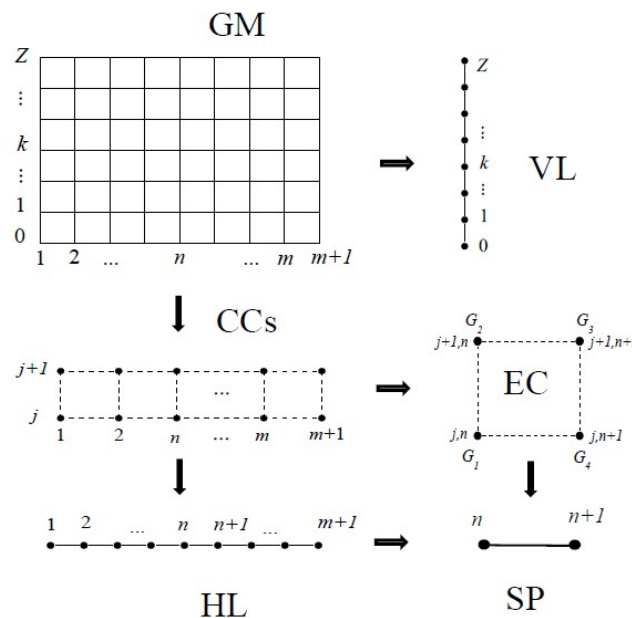 GM
Z
Z
⋮
⋮
k
k
VL
⋮
⋮
1
1
0
0
1 2 ... n ... m m+1
CCs
G2 G3
j+1
j+1,n j+1,n+
...
EC
j
j,n j,n+1
1 2 n ... m m+1
G1 G4
1 2 ... n n+1 ... m+1
n n+1
HL
SP